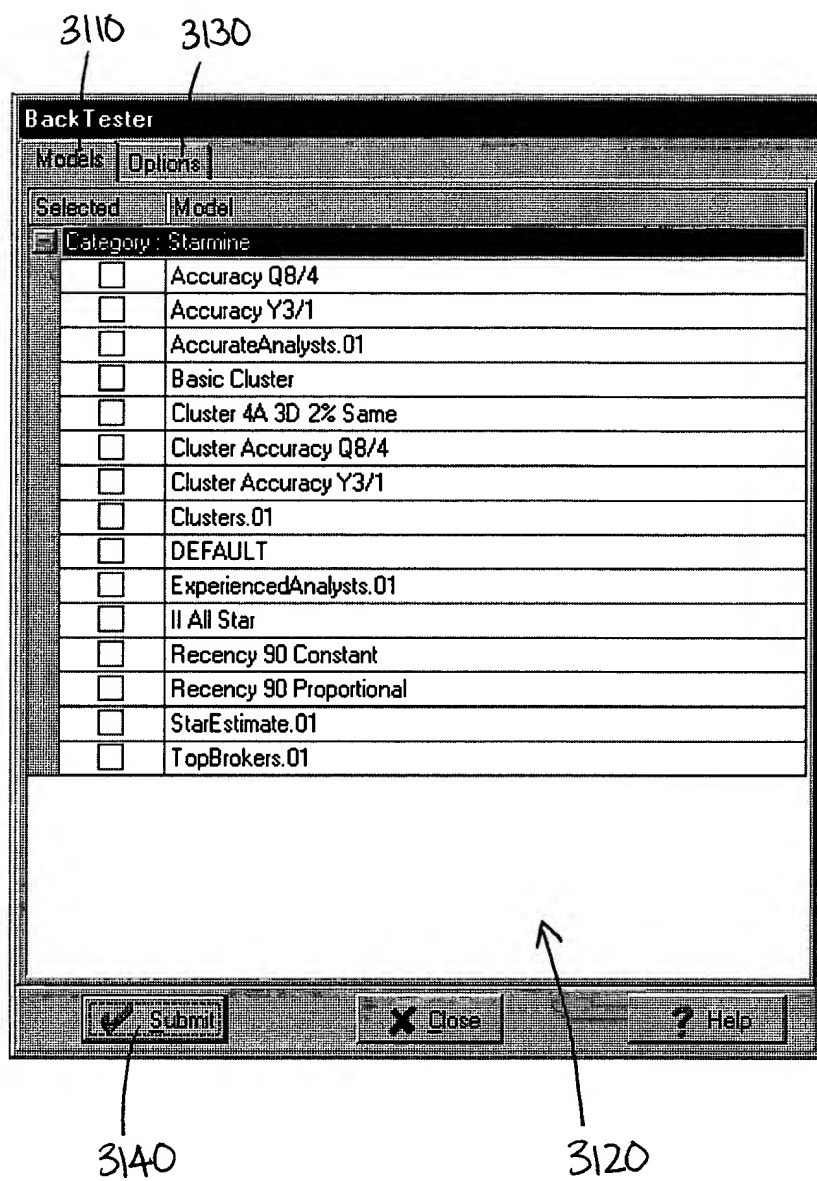 3110 3130
BackTester
Models Options
Selected Model
Category : Starmine
Accuracy Q8/4
Accuracy Y3/1
AccurateAnalysts.01
Basic Cluster
Cluster 4A 3D 2% Same
Cluster Accuracy Q8/4
Cluster Accuracy Y3/1
Clusters.01
DEFAULT
ExperiencedAnalysts.01
II All Star
Recency 90 Constant
Recency 90 Proportional
StarEstimate.01
TopBrokers.01
Submit Close ? Help
3140 3120